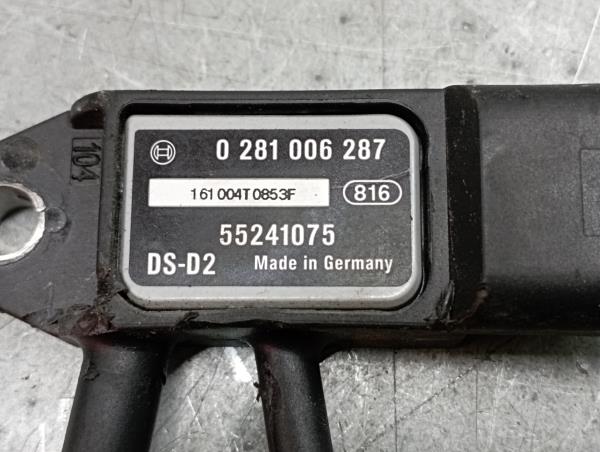 0 281 006 287
161004T0853F 816
55241075
DS-D2 Made in Germany
104